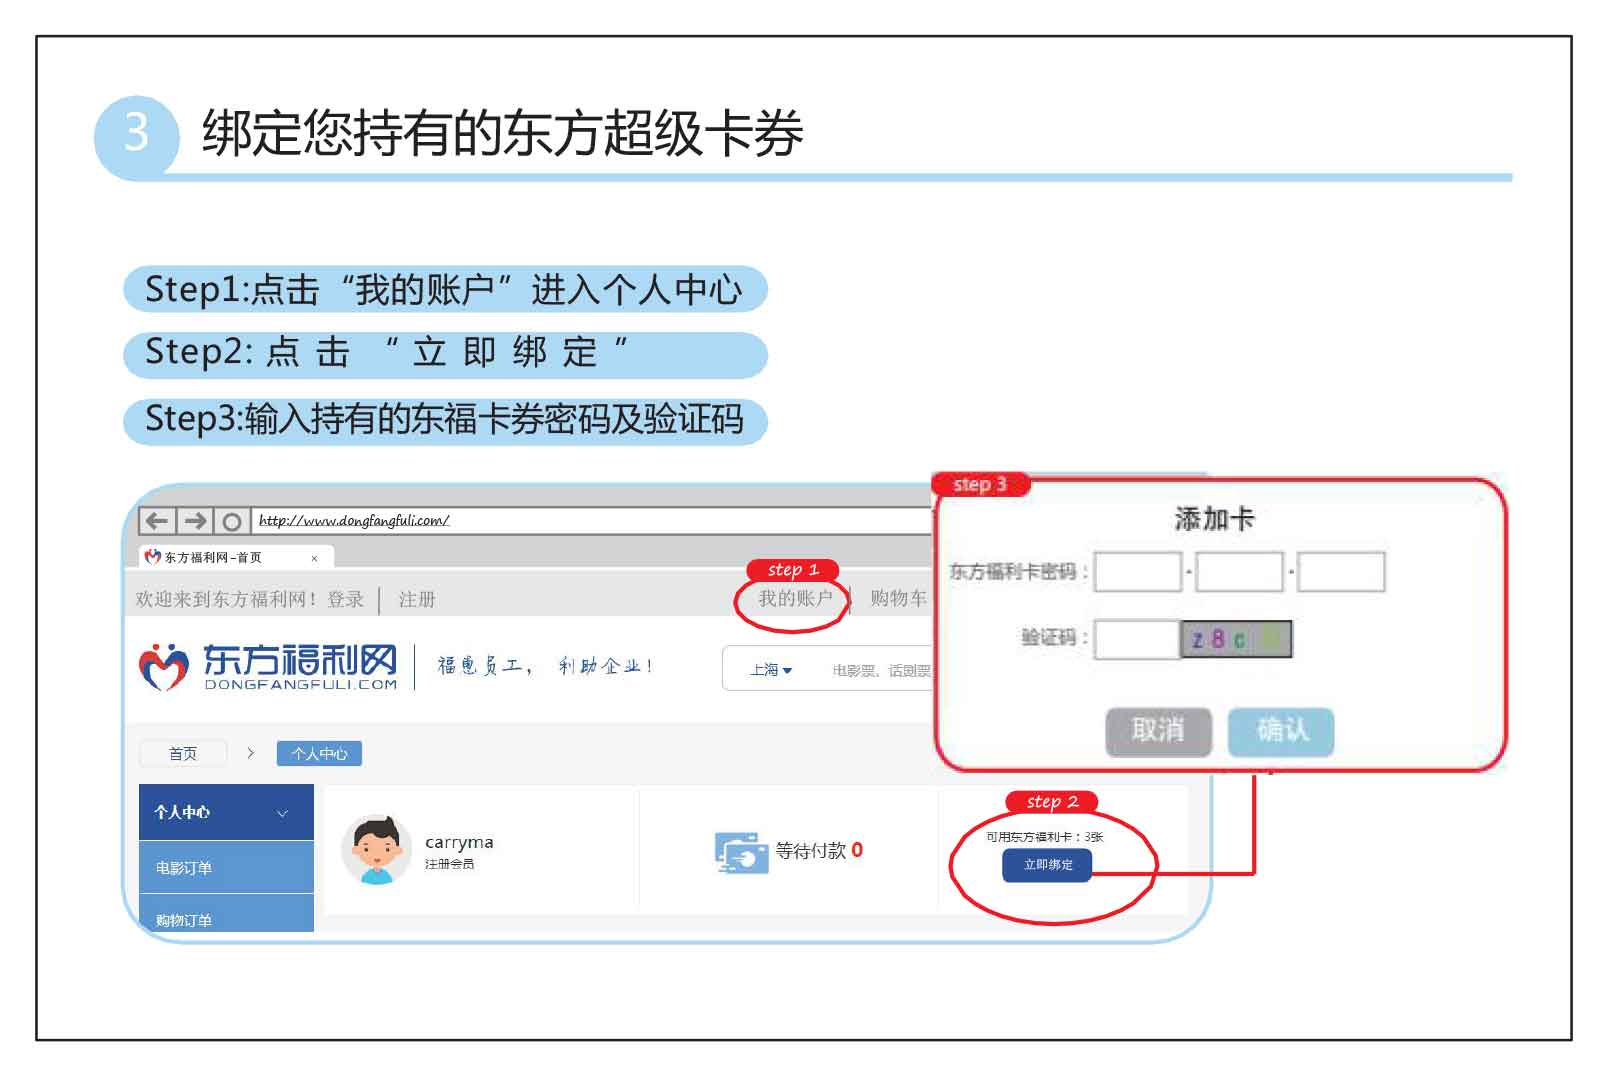 3 绑定您持有的东方超级卡券
Step1:点击“我的账户”进入个人中心
Step2:点击“立即绑定”
Step3:输入持有的东福卡券密码及验证码
http://www.dongfangfuli.com/
东方福利网-首页 ×
step 1
欢迎来到东方福利网！登录 | 注册 我的账户 | 购物车
东方福利网
DONGFANGFULI.COM
福惠员工，利助企业！
上海 电影票、话剧票
首页 > 个人中心
个人中心
电影订单
购物订单
carryma
注册会员
等待付款 0
step 2
可用东方福利卡：3张
立即绑定
step 3
添加卡
东方福利卡密码： - -
验证码： z 8 c
取消 确认